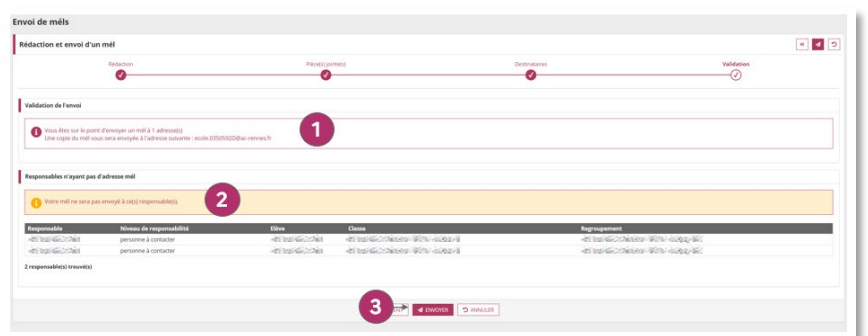 Envoi de méls
Rédaction et envoi d'un mél
Rédaction
Pièce(s) jointe(s)
Destinataires
Validation
Validation de l'envoi
Vous êtes sur le point d'envoyer un mél à 1 adresse(s)
Une copie du mél vous sera envoyée à l'adresse suivante : ecole.0350592D@ac-rennes.fr
1
Responsables n'ayant pas d'adresse mél
Votre mél ne sera pas envoyé à ce(s) responsable(s).
2
Responsable Niveau de responsabilité Elève Classe Regroupement
personne à contacter
personne à contacter
2 responsable(s) trouvé(s)
3 ENVOYER ANNULER